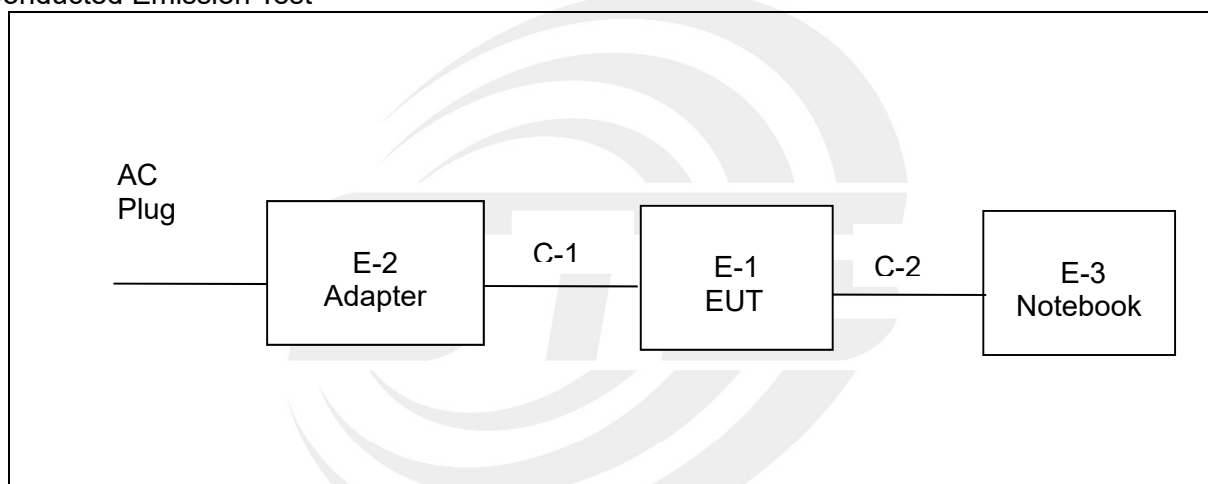 onducted Emission Test
AC
Plug
E-2
Adapter
C-1
E-1
EUT
C-2
E-3
Notebook